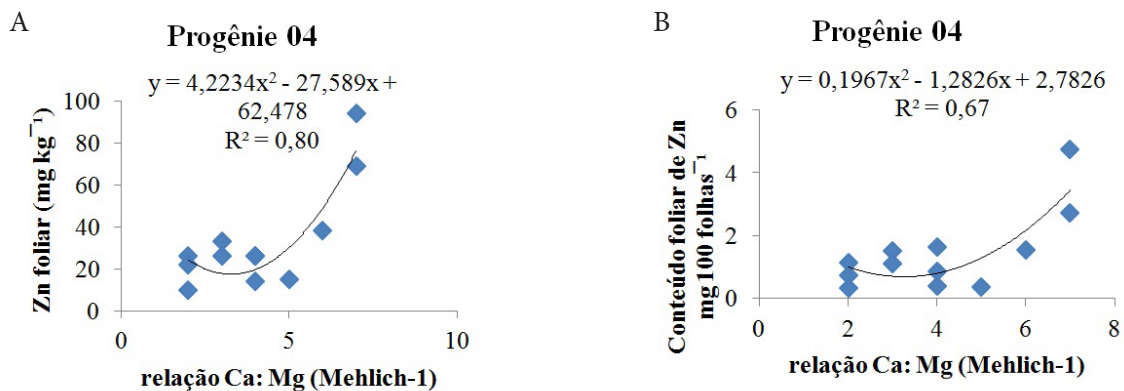 A
Progênie 04
y = 4,2234x² - 27,589x +
62,478
R² = 0,80
Zn foliar (mg kg⁻¹)
100
80
60
40
20
0
0 5 10
relação Ca: Mg (Mehlich-1)
B
Progênie 04
y = 0,1967x² - 1,2826x + 2,7826
R² = 0,67
Conteúdo foliar de Zn
mg 100 folhas⁻¹
6
4
2
0
0 2 4 6 8
relação Ca: Mg (Mehlich-1)